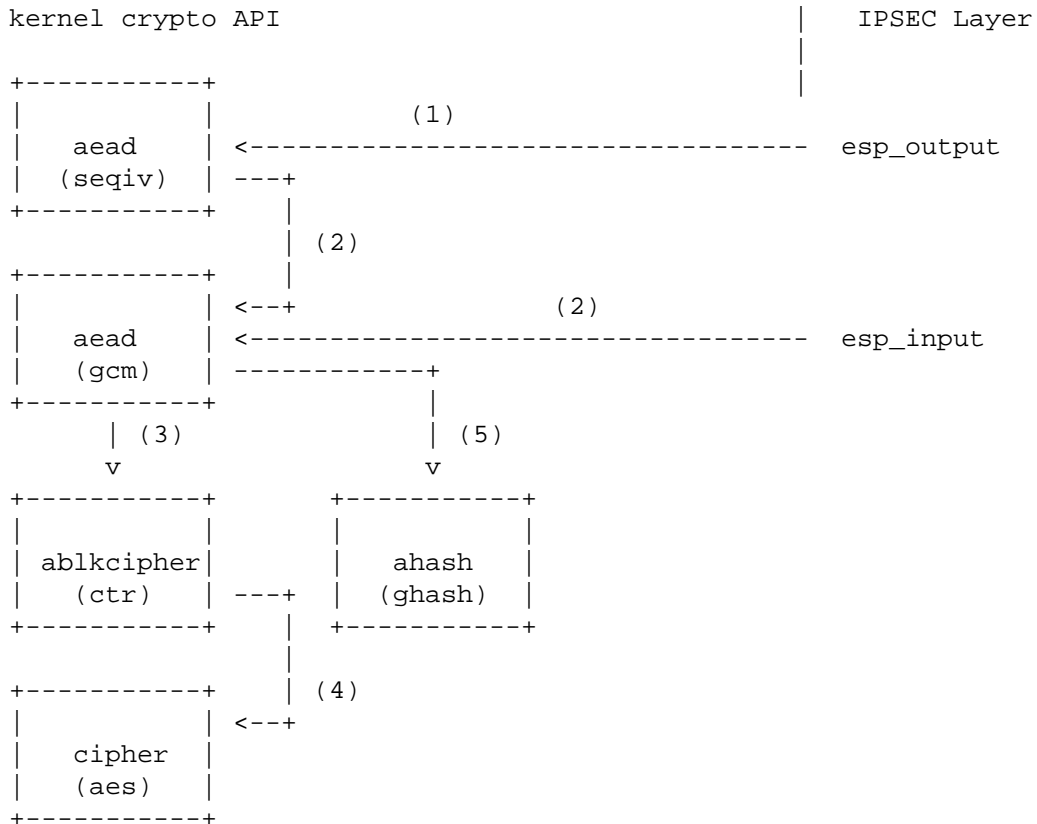 kernel crypto API | IPSEC Layer
(1)
aead <----------------------------------- esp_output
(seqiv)
(2)
(2)
aead <----------------------------------- esp_input
(gcm)
(3) (5)
v v
ablkcipher ahash
(ctr) (ghash)
(4)
cipher
(aes)